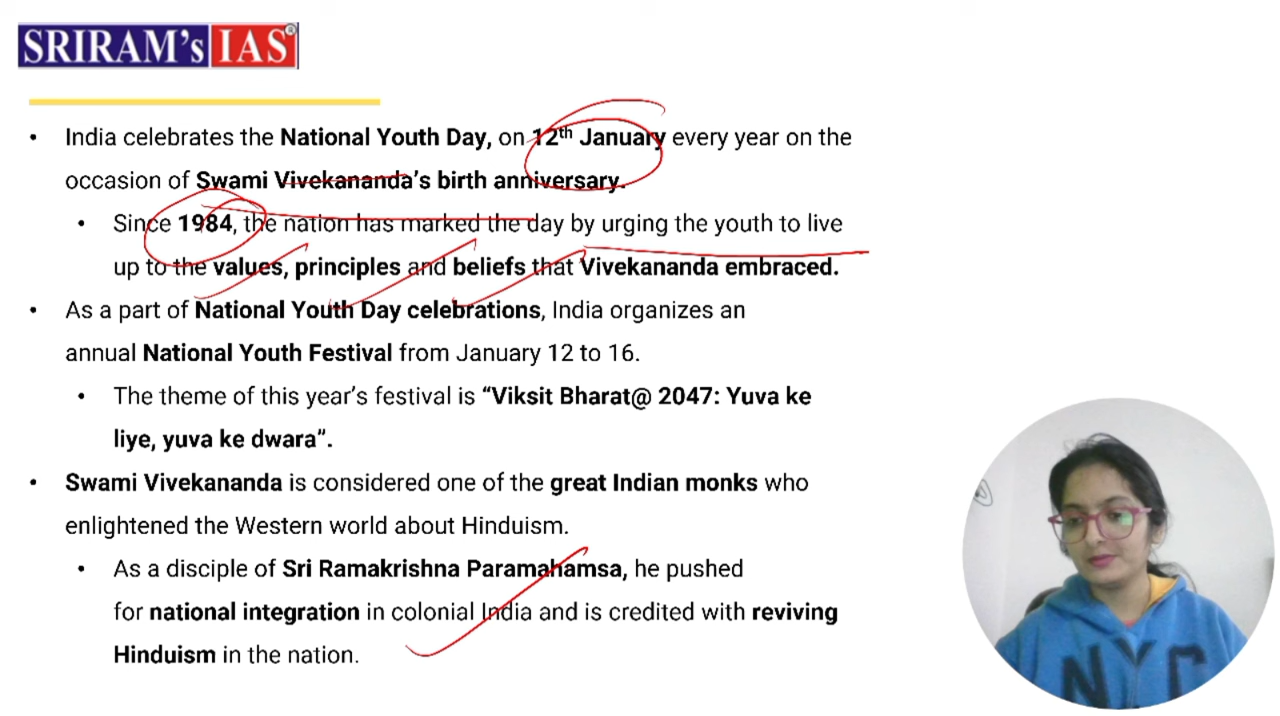 SRIRAM's IAS®
• India celebrates the National Youth Day, on 12th January every year on the
occasion of Swami Vivekananda's birth anniversary.
• Since 1984, the nation has marked the day by urging the youth to live
up to the values, principles and beliefs that Vivekananda embraced.
• As a part of National Youth Day celebrations, India organizes an
annual National Youth Festival from January 12 to 16.
• The theme of this year's festival is “Viksit Bharat@ 2047: Yuva ke
liye, yuva ke dwara”.
• Swami Vivekananda is considered one of the great Indian monks who
enlightened the Western world about Hinduism.
• As a disciple of Sri Ramakrishna Paramahamsa, he pushed
for national integration in colonial India and is credited with reviving
Hinduism in the nation.
NYC